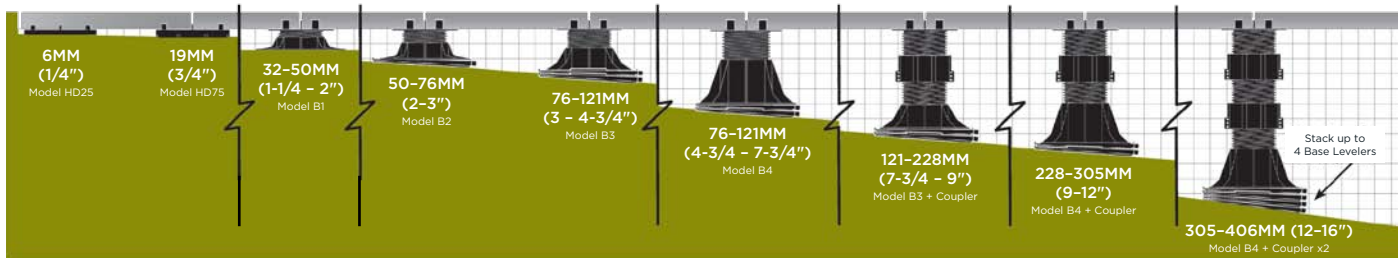 6MM
(1/4")
Model HD25
19MM
(3/4")
Model HD75
32–50MM
(1-1/4 – 2")
Model B1
50–76MM
(2–3")
Model B2
76–121MM
(3 – 4-3/4")
Model B3
76–121MM
(4-3/4 – 7-3/4")
Model B4
121–228MM
(7-3/4 – 9")
Model B3 + Coupler
228–305MM
(9–12")
Model B4 + Coupler
Stack up to
4 Base Levelers
305–406MM (12–16")
Model B4 + Coupler x2